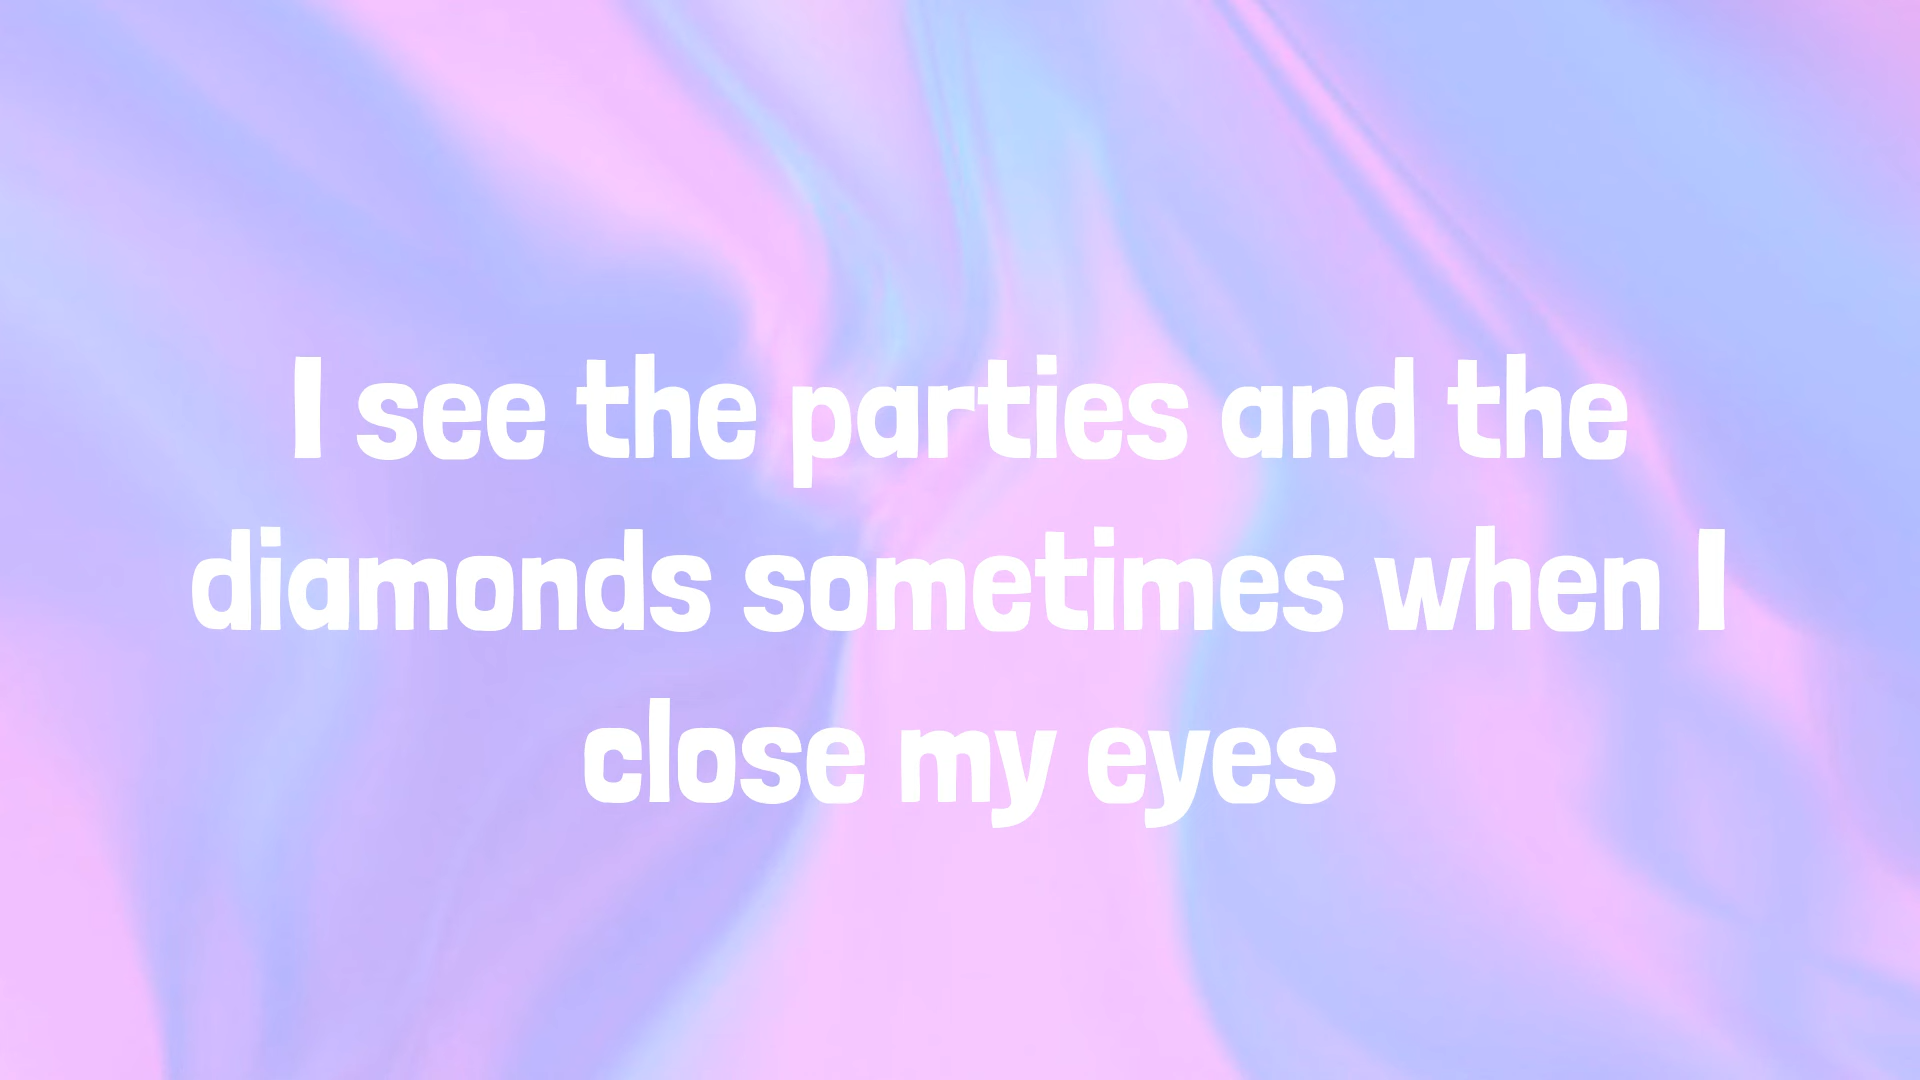 I see the parties and the
diamonds sometimes when I
close my eyes